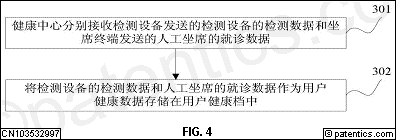 301
健康中心分别接收检测设备发送的检测设备的检测数据和坐
席终端发送的人工坐席的就诊数据
302
将检测设备的检测数据和人工坐席的就诊数据作为用户
健康数据存储在用户健康档中
CN103532997
FIG. 4
©patentics.com